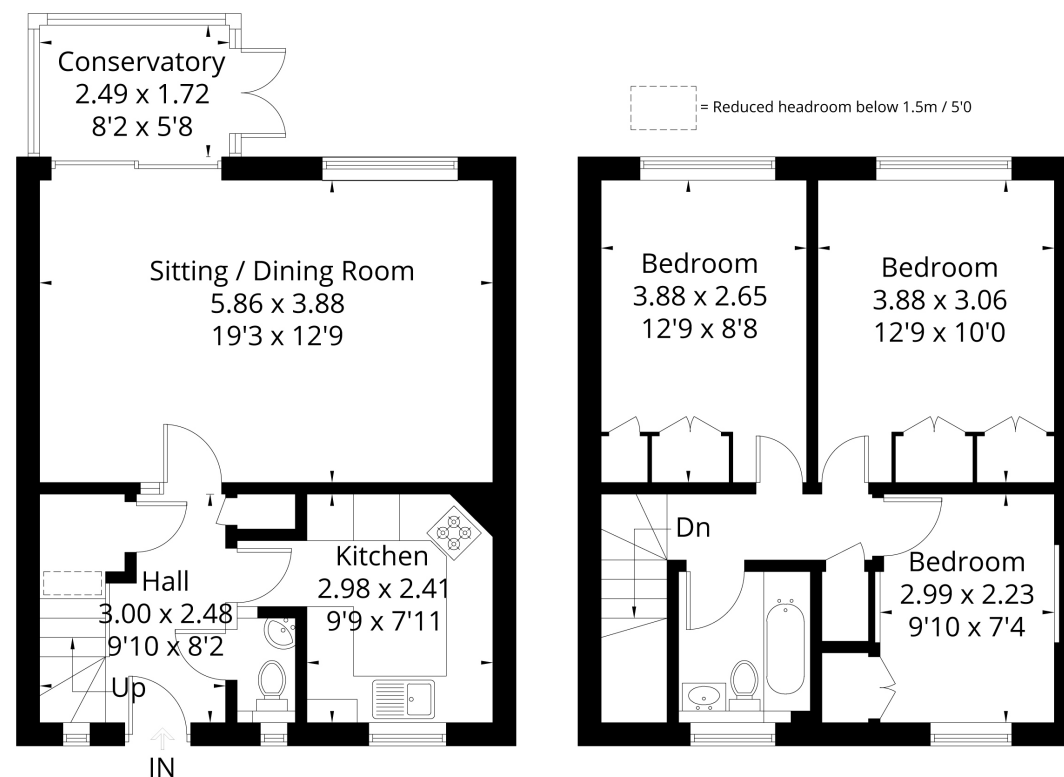 Conservatory
2.49 x 1.72
8'2 x 5'8
= Reduced headroom below 1.5m / 5'0
Sitting / Dining Room
5.86 x 3.88
19'3 x 12'9
Bedroom
3.88 x 2.65
12'9 x 8'8
Bedroom
3.88 x 3.06
12'9 x 10'0
Kitchen
2.98 x 2.41
9'9 x 7'11
Hall
3.00 x 2.48
9'10 x 8'2
Up
IN
Dn
Bedroom
2.99 x 2.23
9'10 x 7'4